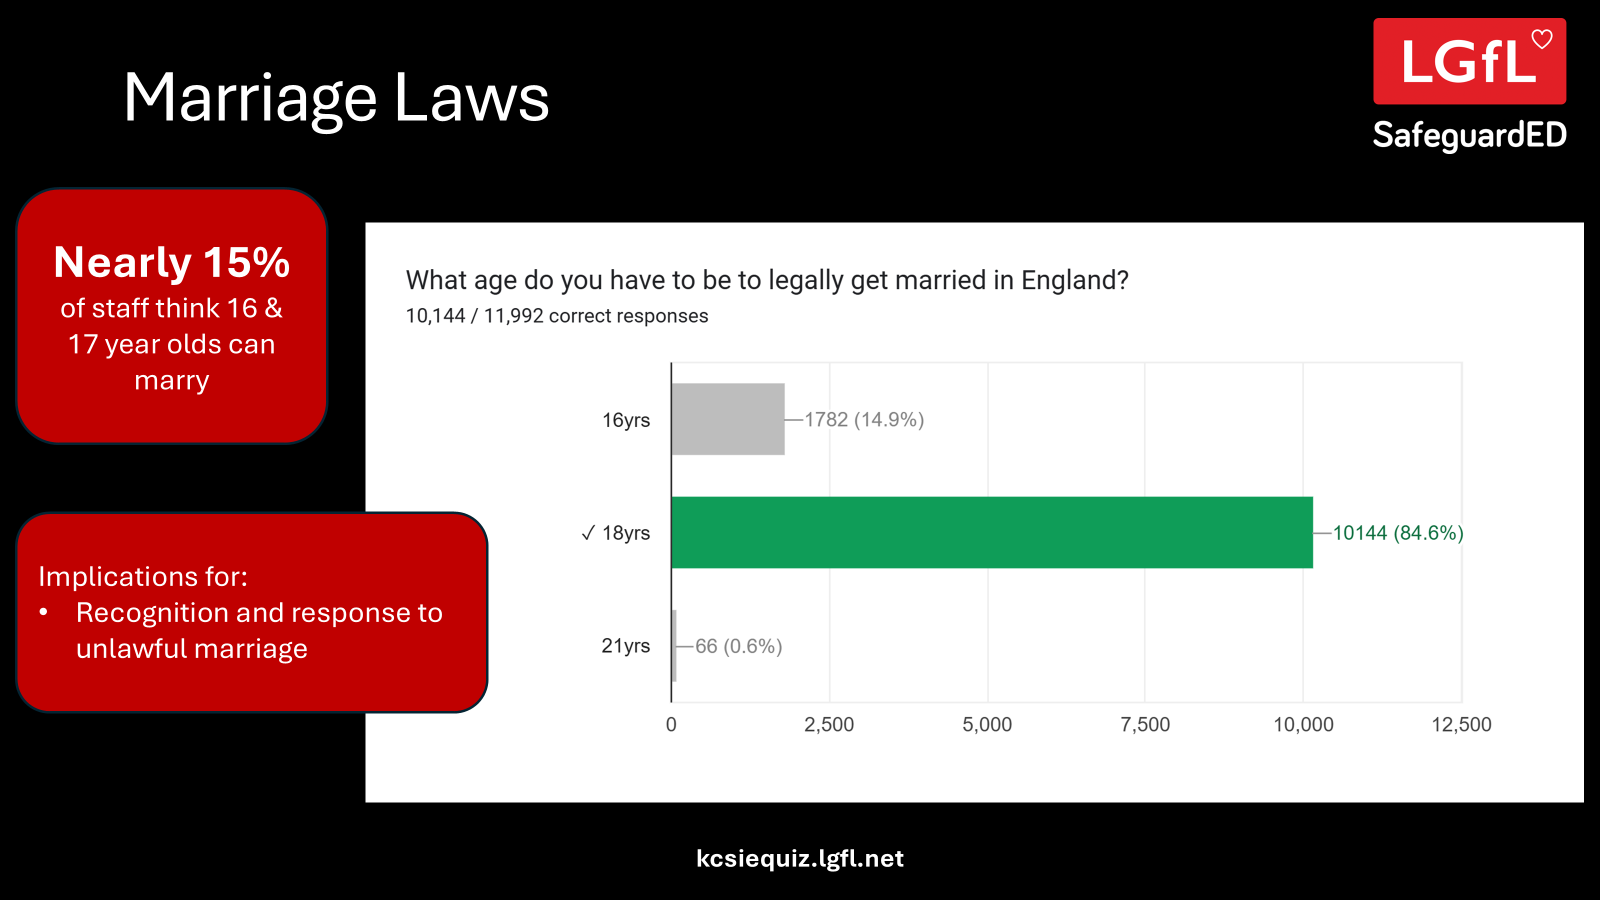 Marriage Laws
LGfL
SafeguardED
Nearly 15%
of staff think 16 &
17 year olds can
marry
Implications for:
• Recognition and response to
unlawful marriage
What age do you have to be to legally get married in England?
10,144 / 11,992 correct responses
16yrs
1782 (14.9%)
✓ 18yrs
10144 (84.6%)
21yrs
66 (0.6%)
0 2,500 5,000 7,500 10,000 12,500
kcsiequiz.lgfl.net